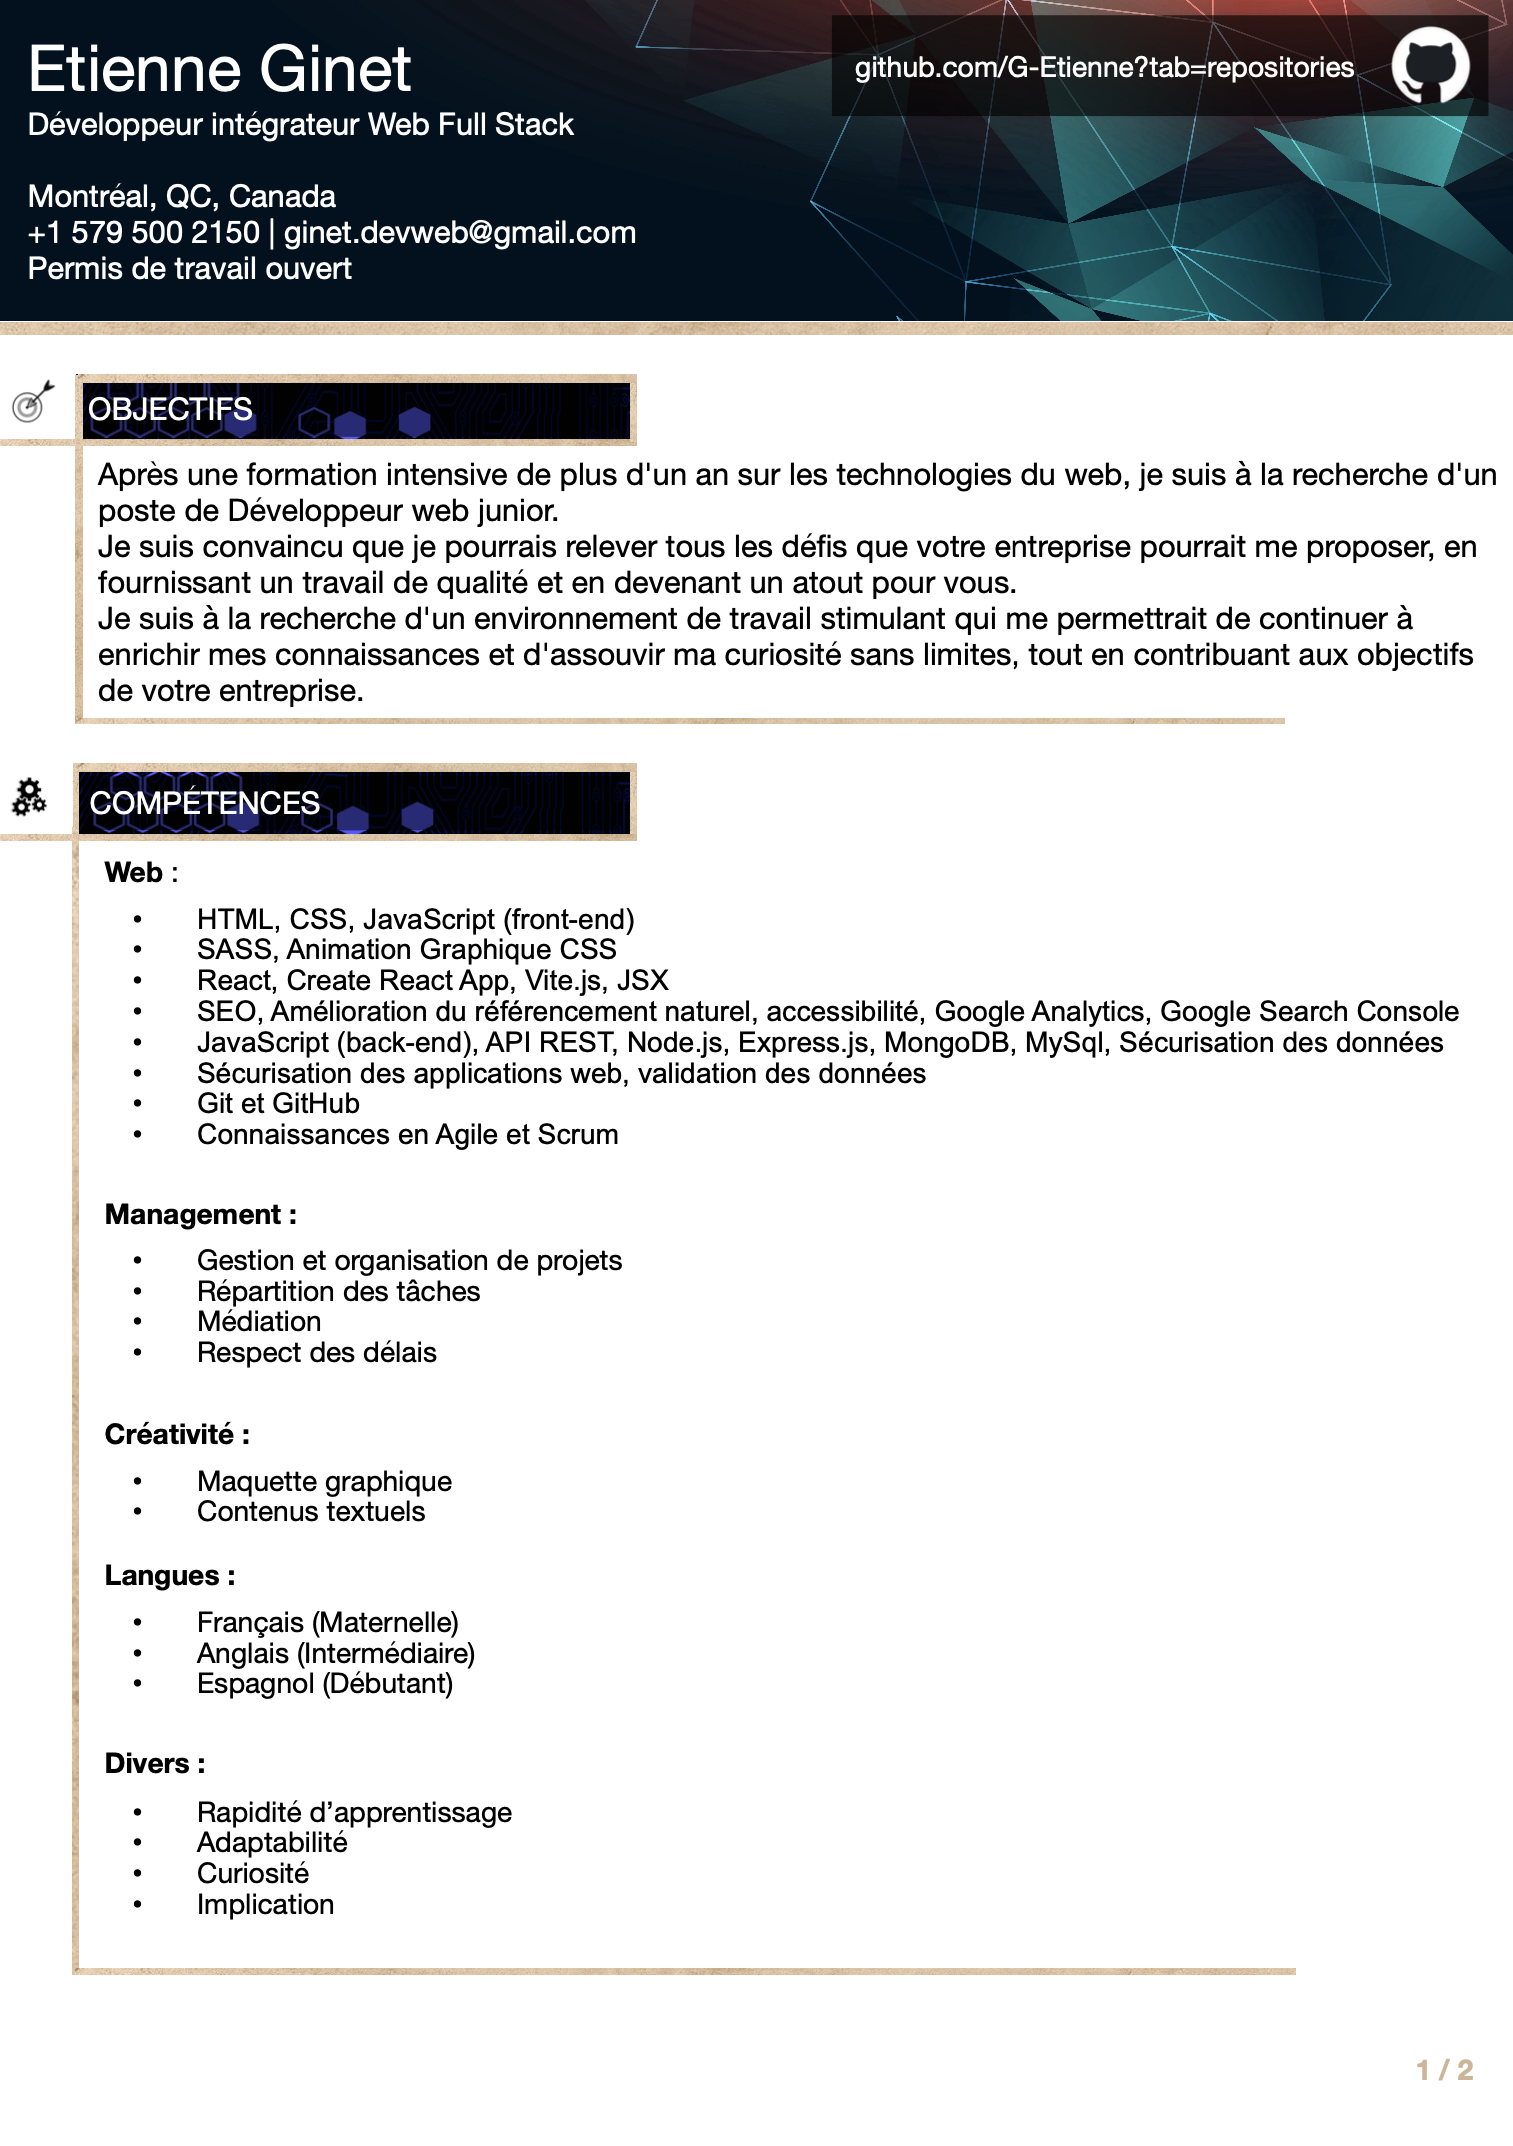 Etienne Ginet
Développeur intégrateur Web Full Stack
github.com/G-Etienne?tab=repositories
Montréal, QC, Canada
+1 579 500 2150 | ginet.devweb@gmail.com
Permis de travail ouvert
OBJECTIFS
Après une formation intensive de plus d'un an sur les technologies du web, je suis à la recherche d'un
poste de Développeur web junior.
Je suis convaincu que je pourrais relever tous les défis que votre entreprise pourrait me proposer, en
fournissant un travail de qualité et en devenant un atout pour vous.
Je suis à la recherche d'un environnement de travail stimulant qui me permettrait de continuer à
enrichir mes connaissances et d'assouvir ma curiosité sans limites, tout en contribuant aux objectifs
de votre entreprise.
COMPÉTENCES
Web :
• HTML, CSS, JavaScript (front-end)
• SASS, Animation Graphique CSS
• React, Create React App, Vite.js, JSX
• SEO, Amélioration du référencement naturel, accessibilité, Google Analytics, Google Search Console
• JavaScript (back-end), API REST, Node.js, Express.js, MongoDB, MySql, Sécurisation des données
• Sécurisation des applications web, validation des données
• Git et GitHub
• Connaissances en Agile et Scrum
Management :
• Gestion et organisation de projets
• Répartition des tâches
• Médiation
• Respect des délais
Créativité :
• Maquette graphique
• Contenus textuels
Langues :
• Français (Maternelle)
• Anglais (Intermédiaire)
• Espagnol (Débutant)
Divers :
• Rapidité d’apprentissage
• Adaptabilité
• Curiosité
• Implication
1 / 2